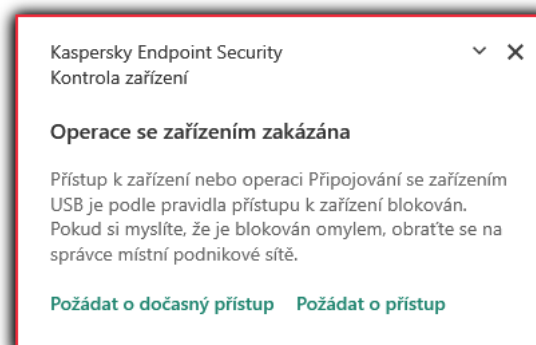 Kaspersky Endpoint Security
Kontrola zařízení
Operace se zařízením zakázána
Přístup k zařízení nebo operaci Připojování se zařízením
USB je podle pravidla přístupu k zařízení blokován.
Pokud si myslíte, že je blokován omylem, obraťte se na
správce místní podnikové sítě.
Požádat o dočasný přístup Požádat o přístup